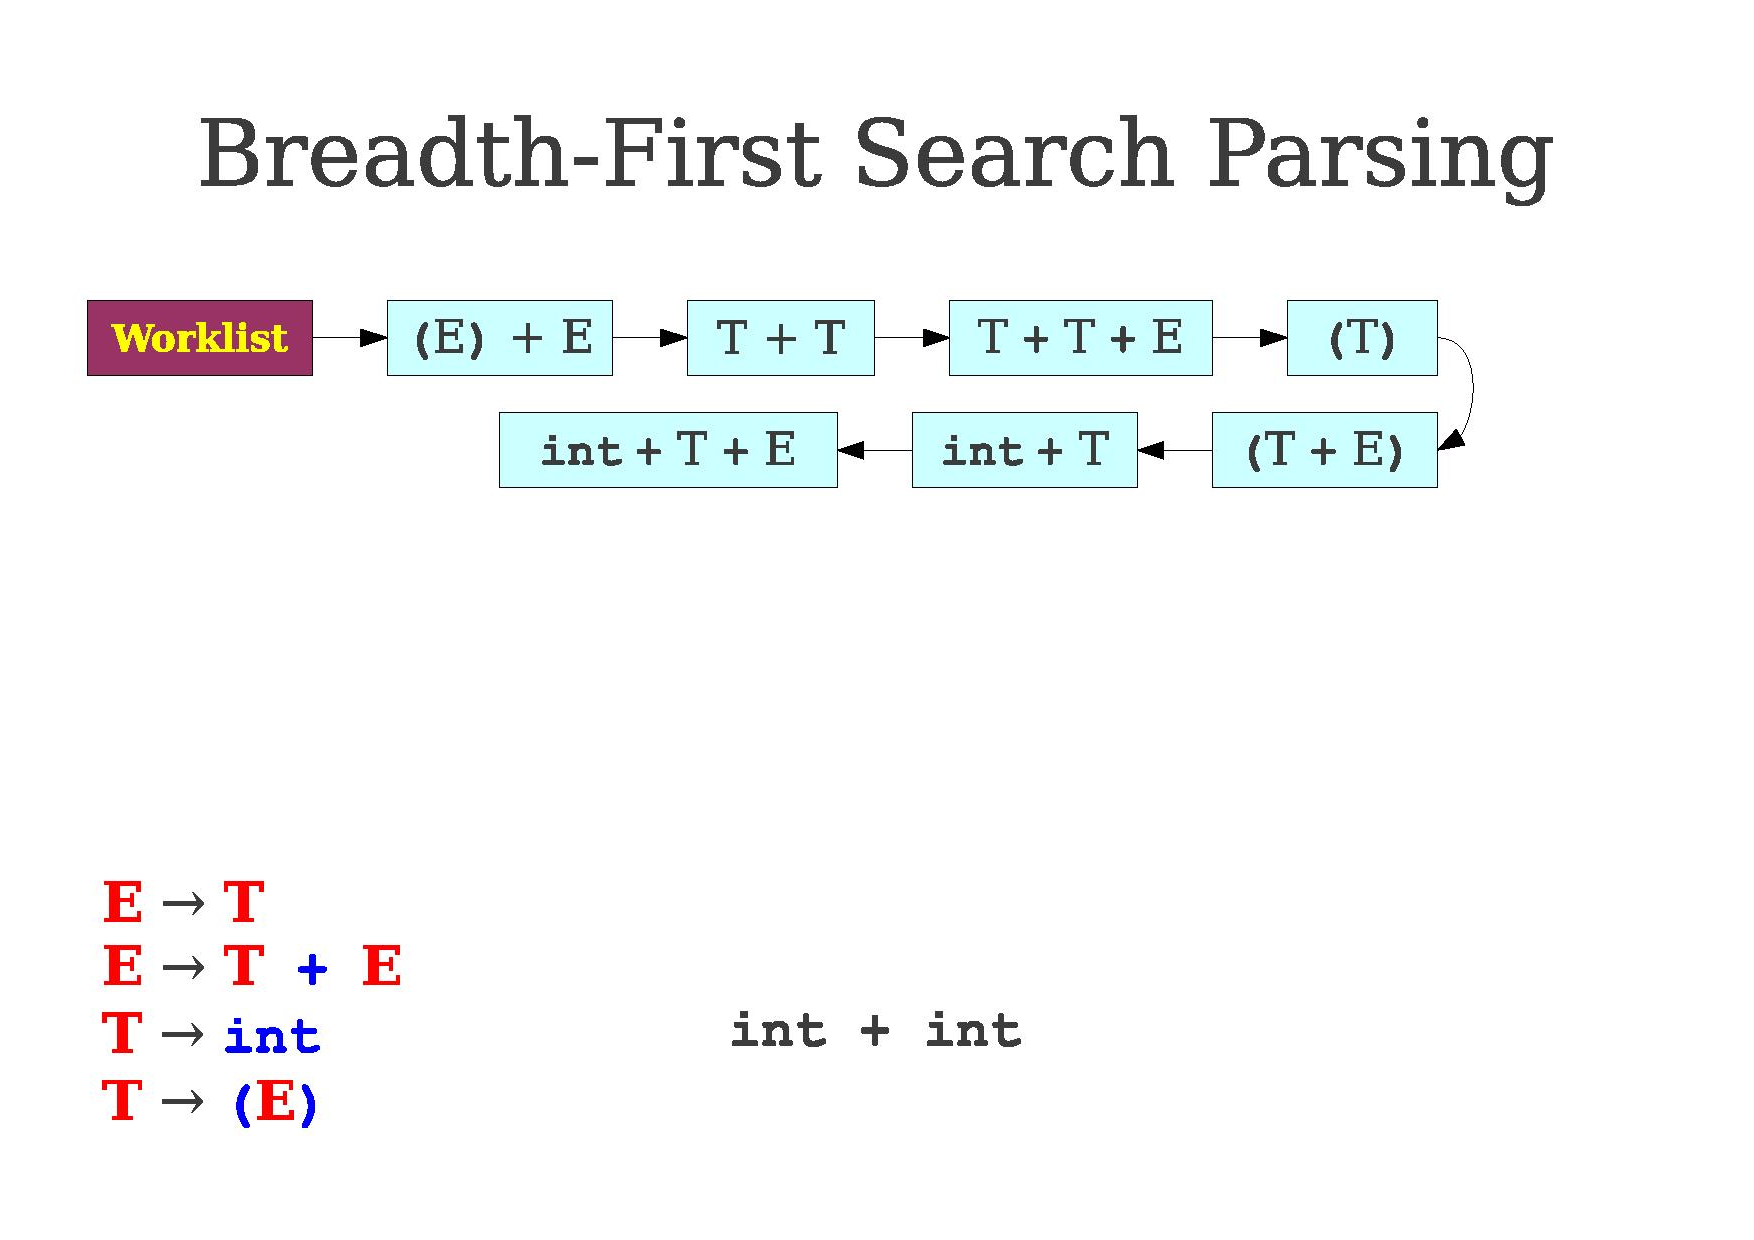 Breadth-First Search Parsing
Worklist (E) + E T + T T + T + E (T)
int + T + E int + T (T + E)
E → T
E → T + E
T → int
int + int
T → (E)